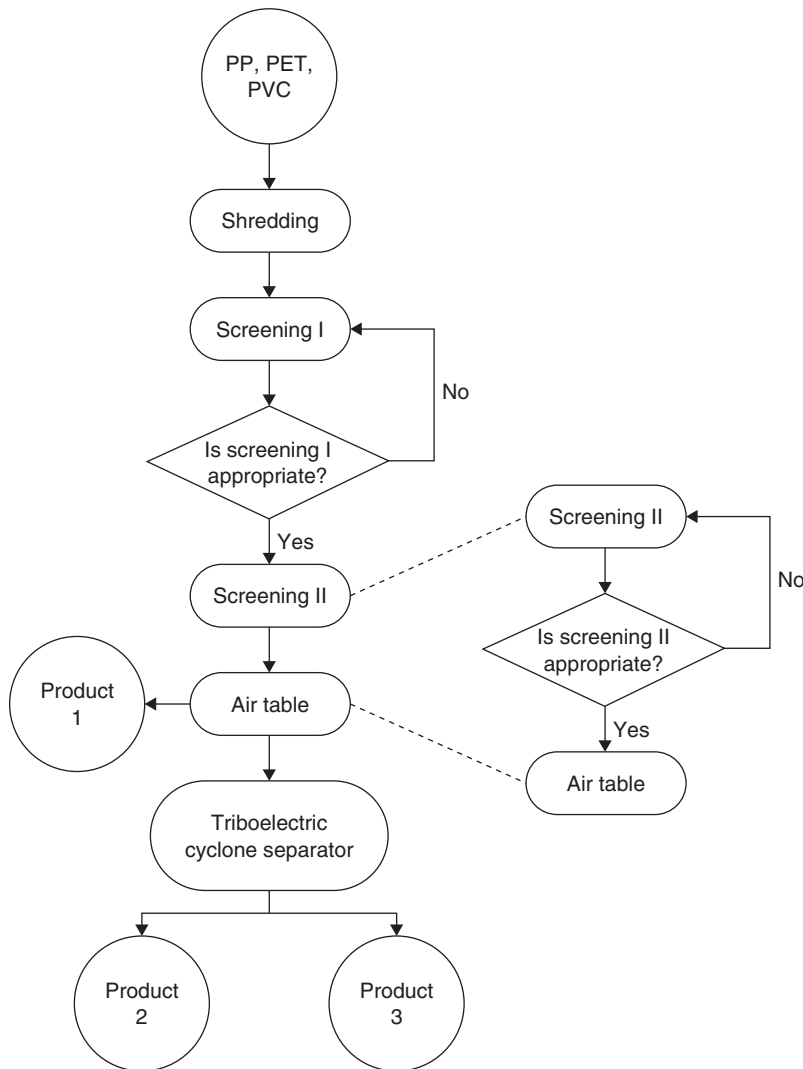 PP, PET,
PVC
Shredding
Screening I
No
Is screening I
appropriate?
Yes
Screening II
Air table
Product
1
Triboelectric
cyclone separator
Product
2
Product
3
Screening II
No
Is screening II
appropriate?
Yes
Air table